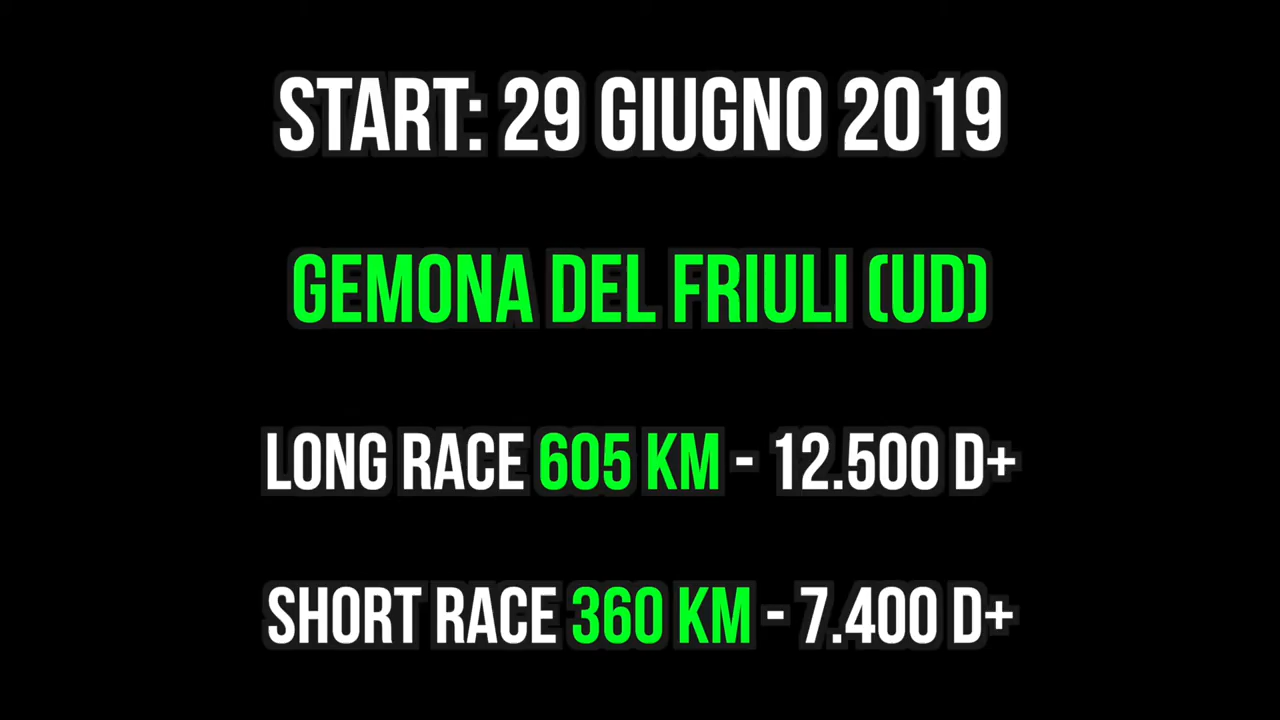 START: 29 GIUGNO 2019
GEMONA DEL FRIULI (UD)
LONG RACE 605 KM - 12.500 D+
SHORT RACE 360 KM - 7.400 D+